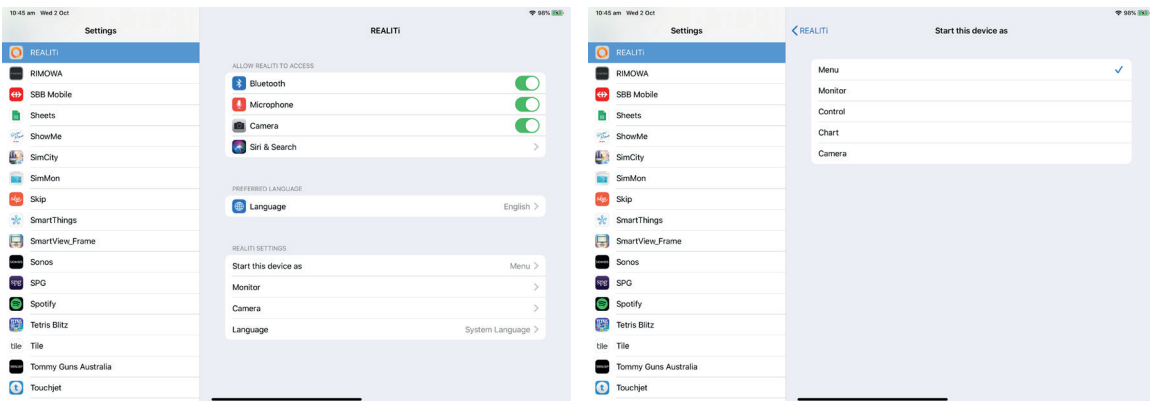 10:45 am Wed 2 Oct
98%
Settings
REALITi
REALITi
RIMOWA
SBB Mobile
Sheets
ShowMe
SimCity
SimMon
Skip
SmartThings
SmartView_Frame
Sonos
SPG
Spotify
Tetris Blitz
tile Tile
Tommy Guns Australia
Touchjet
ALLOW REALITI TO ACCESS
Bluetooth
Microphone
Camera
Siri & Search
PREFERRED LANGUAGE
Language English
REALITI SETTINGS
Start this device as Menu
Monitor
Camera
Language System Language
10:45 am Wed 2 Oct
98%
Settings
REALITi
Start this device as
REALITi
RIMOWA
SBB Mobile
Sheets
ShowMe
SimCity
SimMon
Skip
SmartThings
SmartView_Frame
Sonos
SPG
Spotify
Tetris Blitz
tile Tile
Tommy Guns Australia
Touchjet
Menu
Monitor
Control
Chart
Camera